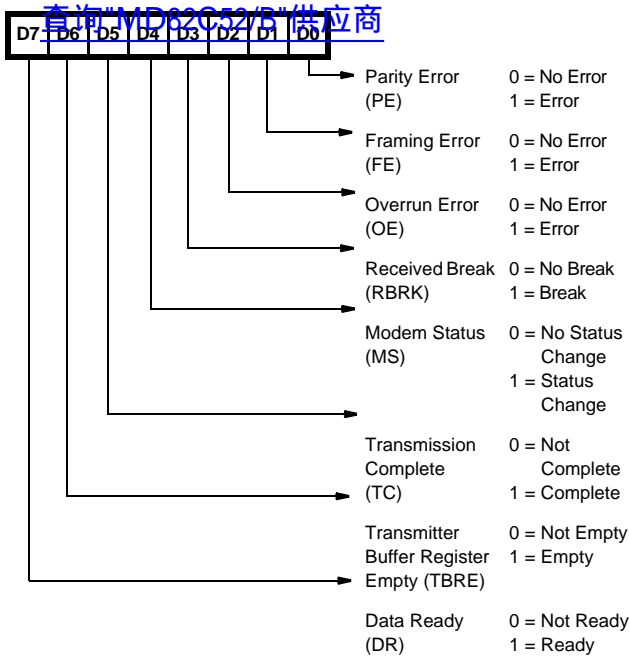 查询"MD82C52/B"供应商
D7 D6 D5 D4 D3 D2 D1 D0
Parity Error 0 = No Error
(PE) 1 = Error
Framing Error 0 = No Error
(FE) 1 = Error
Overrun Error 0 = No Error
(OE) 1 = Error
Received Break 0 = No Break
(RBRK) 1 = Break
Modem Status 0 = No Status
(MS) Change
1 = Status
Change
Transmission 0 = Not
Complete Complete
(TC) 1 = Complete
Transmitter 0 = Not Empty
Buffer Register 1 = Empty
Empty (TBRE)
Data Ready 0 = Not Ready
(DR) 1 = Ready